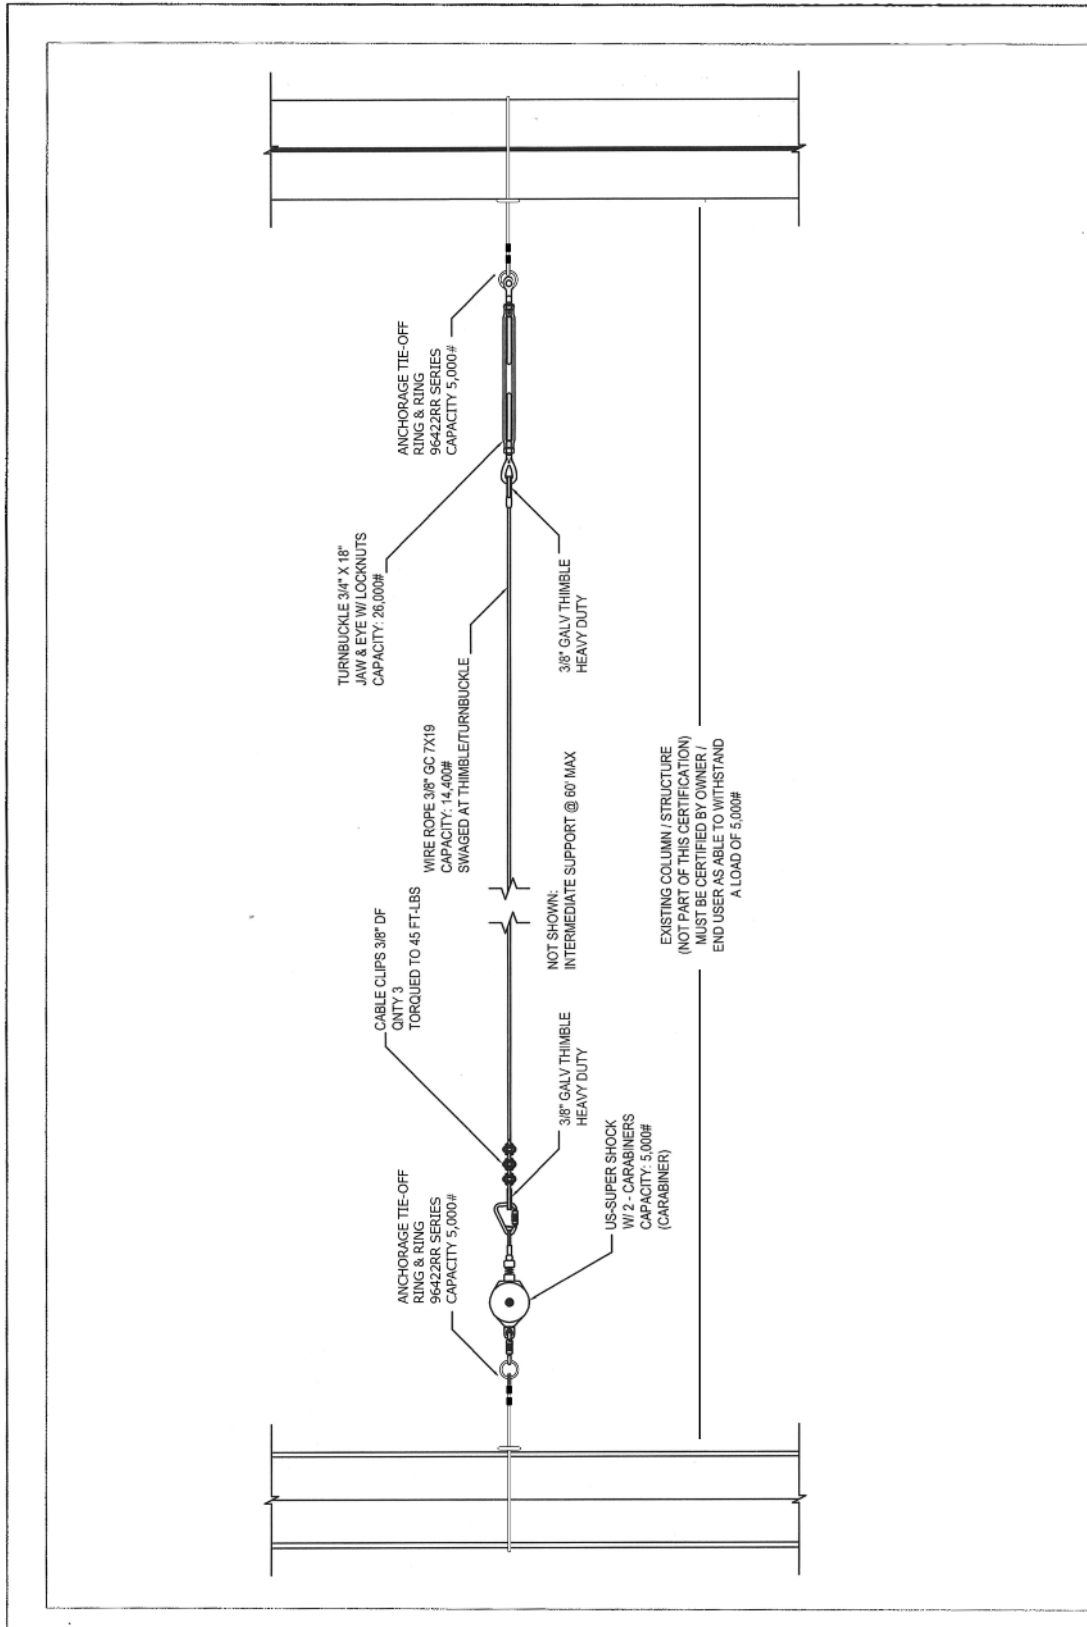 ANCHORAGE TIE-OFF
RING & RING
96422RR SERIES
CAPACITY 5,000#
CABLE CLIPS 3/8" DF
QNTY 3
TORQUED TO 45 FT-LBS
WIRE ROPE 3/8" GC 7X19
CAPACITY: 14,400#
SWAGED AT THIMBLE/TURNBUCKLE
TURNBUCKLE 3/4" X 18"
JAW & EYE W/ LOCKNUTS
CAPACITY: 26,000#
ANCHORAGE TIE-OFF
RING & RING
96422RR SERIES
CAPACITY 5,000#
US-SUPER SHOCK
W/ 2 - CARABINERS
CAPACITY: 5,000#
(CARABINER)
3/8" GALV THIMBLE
HEAVY DUTY
NOT SHOWN:
INTERMEDIATE SUPPORT @ 60' MAX
3/8" GALV THIMBLE
HEAVY DUTY
EXISTING COLUMN / STRUCTURE
(NOT PART OF THIS CERTIFICATION)
MUST BE CERTIFIED BY OWNER /
END USER AS ABLE TO WITHSTAND
A LOAD OF 5,000#